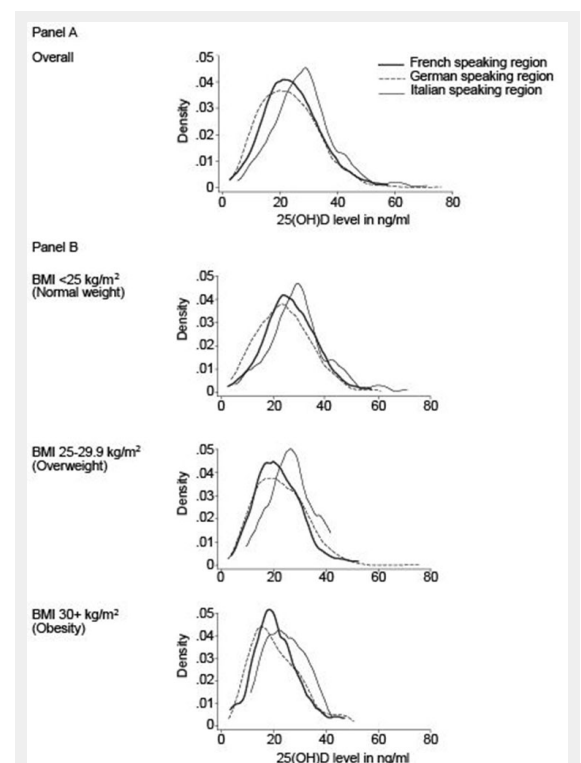 Panel A
Overall
French speaking region
German speaking region
Italian speaking region
Density
.05
.04
.03
.02
.01
0
0 20 40 60 80
25(OH)D level in ng/ml
Panel B
BMI <25 kg/m²
(Normal weight)
Density
.05
.04
.03
.02
.01
0
0 20 40 60 80
BMI 25-29.9 kg/m²
(Overweight)
Density
.05
.04
.03
.02
.01
0
0 20 40 60 80
BMI 30+ kg/m²
(Obesity)
Density
.05
.04
.03
.02
.01
0
0 20 40 60 80
25(OH)D level in ng/ml